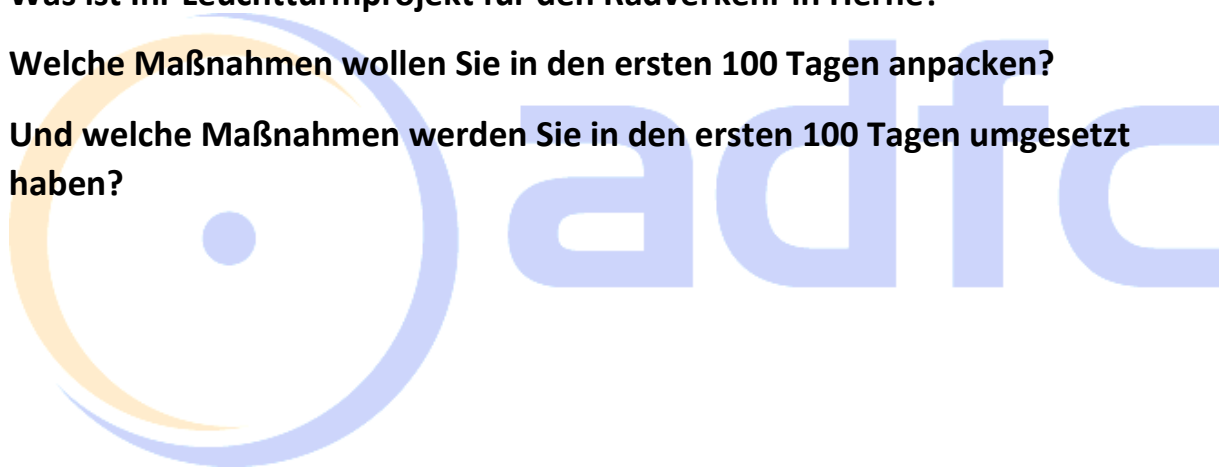 Was ist Ihr Leuchtturmprojekt für den Radverkehr in Herne?
Welche Maßnahmen wollen Sie in den ersten 100 Tagen anpacken?
Und welche Maßnahmen werden Sie in den ersten 100 Tagen umgesetzt
haben?
adfc